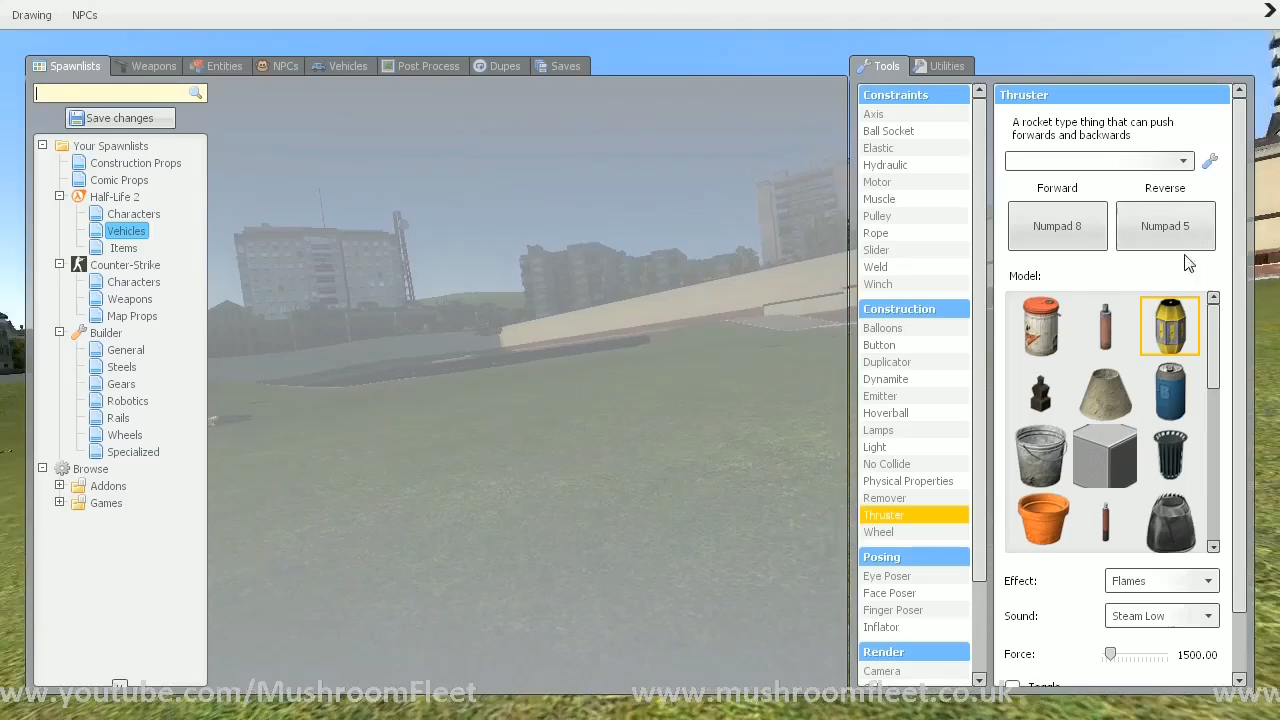 Drawing NPCs
Spawnlists Weapons Entities NPCs Vehicles Post Process Dupes Saves
Save changes
Your Spawnlists
Construction Props
Comic Props
Half-Life 2
Characters
Vehicles
Items
Counter-Strike
Characters
Weapons
Map Props
Builder
General
Steels
Gears
Robotics
Rails
Wheels
Specialized
Browse
Addons
Games
Tools Utilities
Constraints
Axis
Ball Socket
Elastic
Hydraulic
Motor
Muscle
Pulley
Rope
Slider
Weld
Winch
Construction
Balloons
Button
Duplicator
Dynamite
Emitter
Hoverball
Lamps
Light
No Collide
Physical Properties
Remover
Thruster
Wheel
Posing
Eye Poser
Face Poser
Finger Poser
Inflator
Render
Camera
Thruster
A rocket type thing that can push
forwards and backwards
Forward Reverse
Numpad 8 Numpad 5
Model:
Effect: Flames
Sound: Steam Low
Force: 1500.00
Toggle
www.youtube.com/MushroomFleet www.mushroomfleet.co.uk www